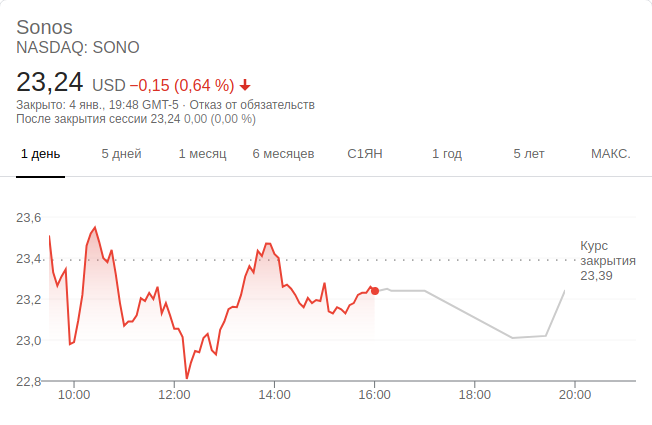 Sonos
NASDAQ: SONO
23,24 USD −0,15 (0,64 %)
Закрыто: 4 янв., 19:48 GMT-5 · Отказ от обязательств
После закрытия сессии 23,24 0,00 (0,00 %)
1 день 5 дней 1 месяц 6 месяцев С1ЯН 1 год 5 лет МАКС.
23,6
23,4
23,2
23,0
22,8
Курс
закрытия
23,39
10:00 12:00 14:00 16:00 18:00 20:00